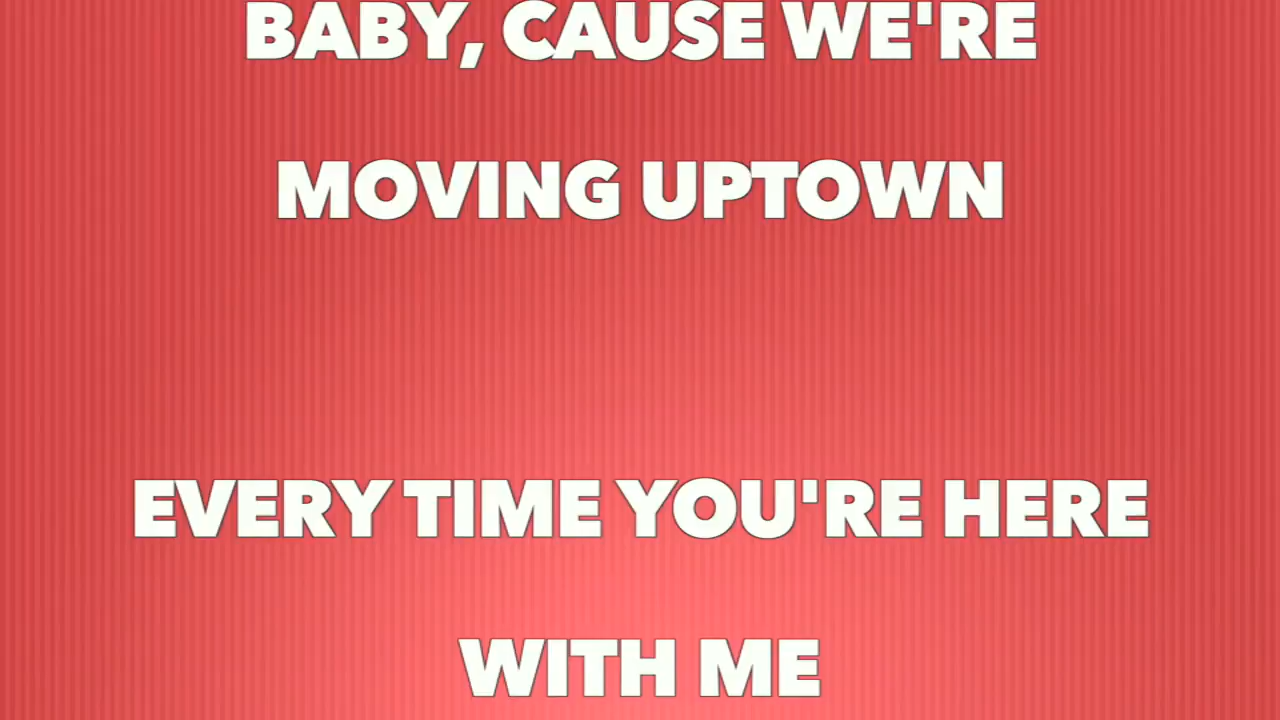 BABY, CAUSE WE'RE
MOVING UPTOWN
EVERY TIME YOU'RE HERE
WITH ME